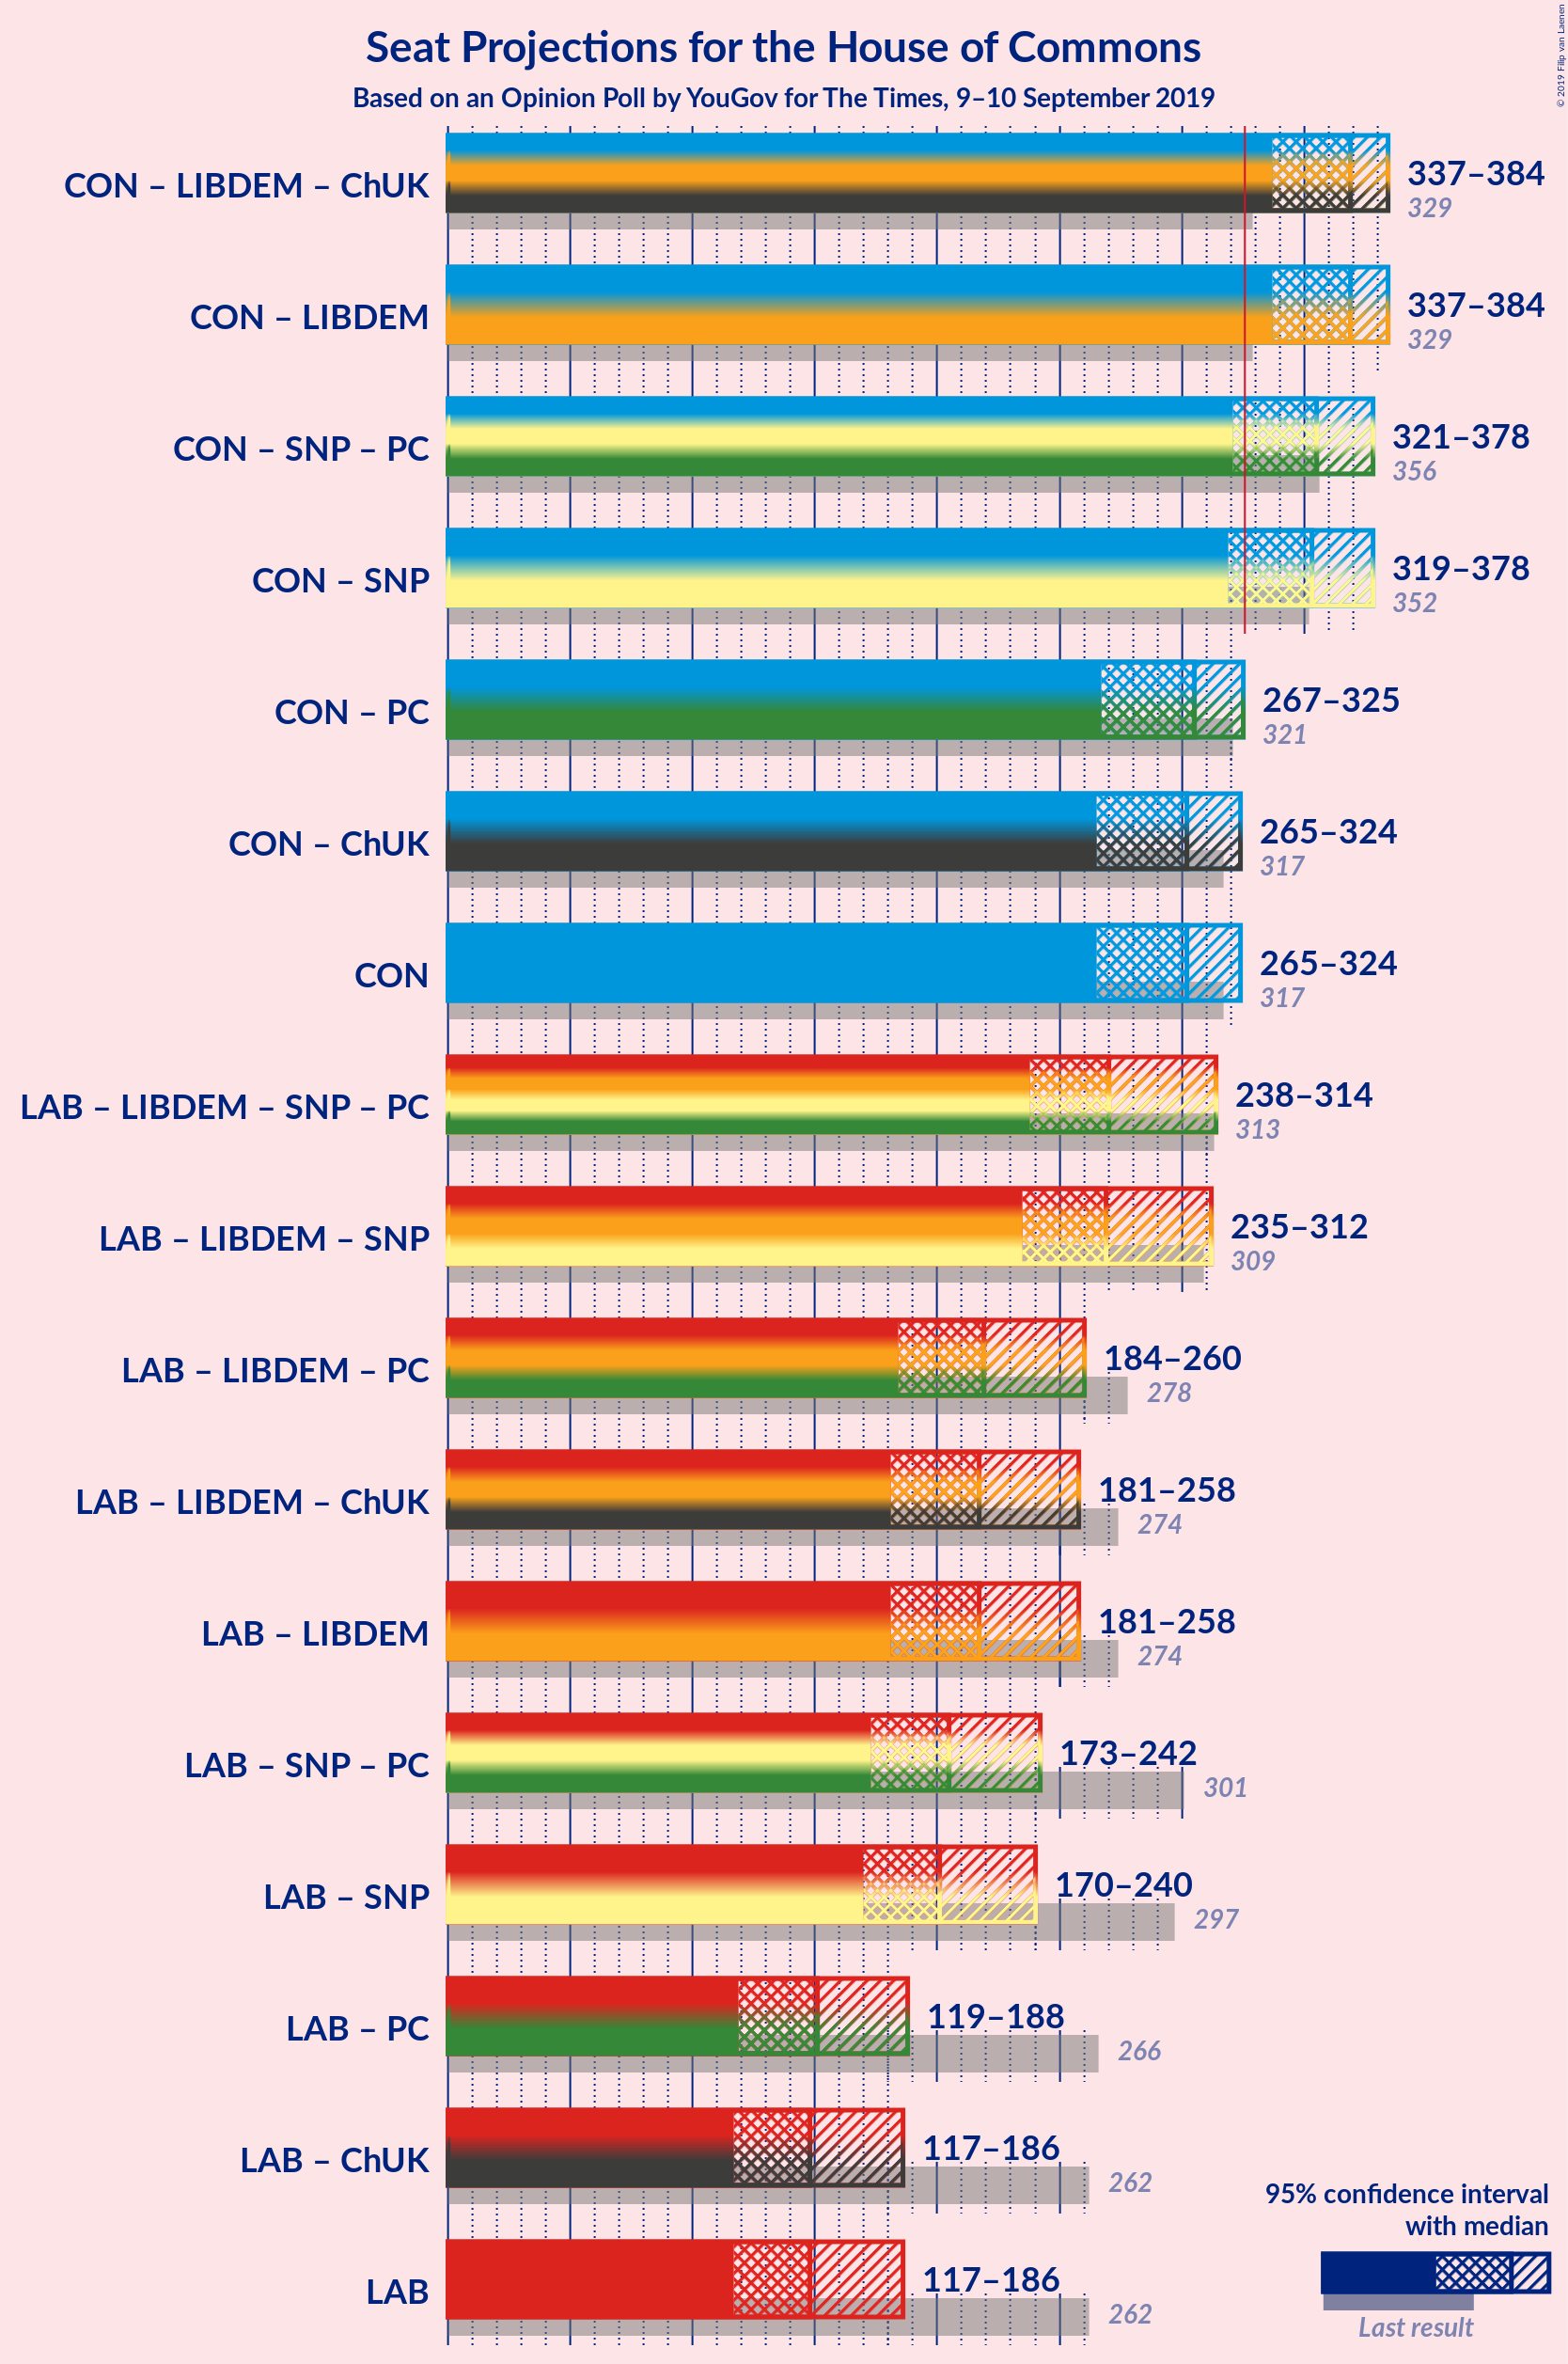 Seat Projections for the House of Commons
Based on an Opinion Poll by YouGov for The Times, 9–10 September 2019
© 2019 Filip van Laenen
CON – LIBDEM – ChUK
337–384
329
CON – LIBDEM
337–384
329
CON – SNP – PC
321–378
356
CON – SNP
319–378
352
CON – PC
267–325
321
CON – ChUK
265–324
317
CON
265–324
317
LAB – LIBDEM – SNP – PC
238–314
313
LAB – LIBDEM – SNP
235–312
309
LAB – LIBDEM – PC
184–260
278
LAB – LIBDEM – ChUK
181–258
274
LAB – LIBDEM
181–258
274
LAB – SNP – PC
173–242
301
LAB – SNP
170–240
297
LAB – PC
119–188
266
LAB – ChUK
117–186
262
LAB
117–186
262
95% confidence interval
with median
Last result